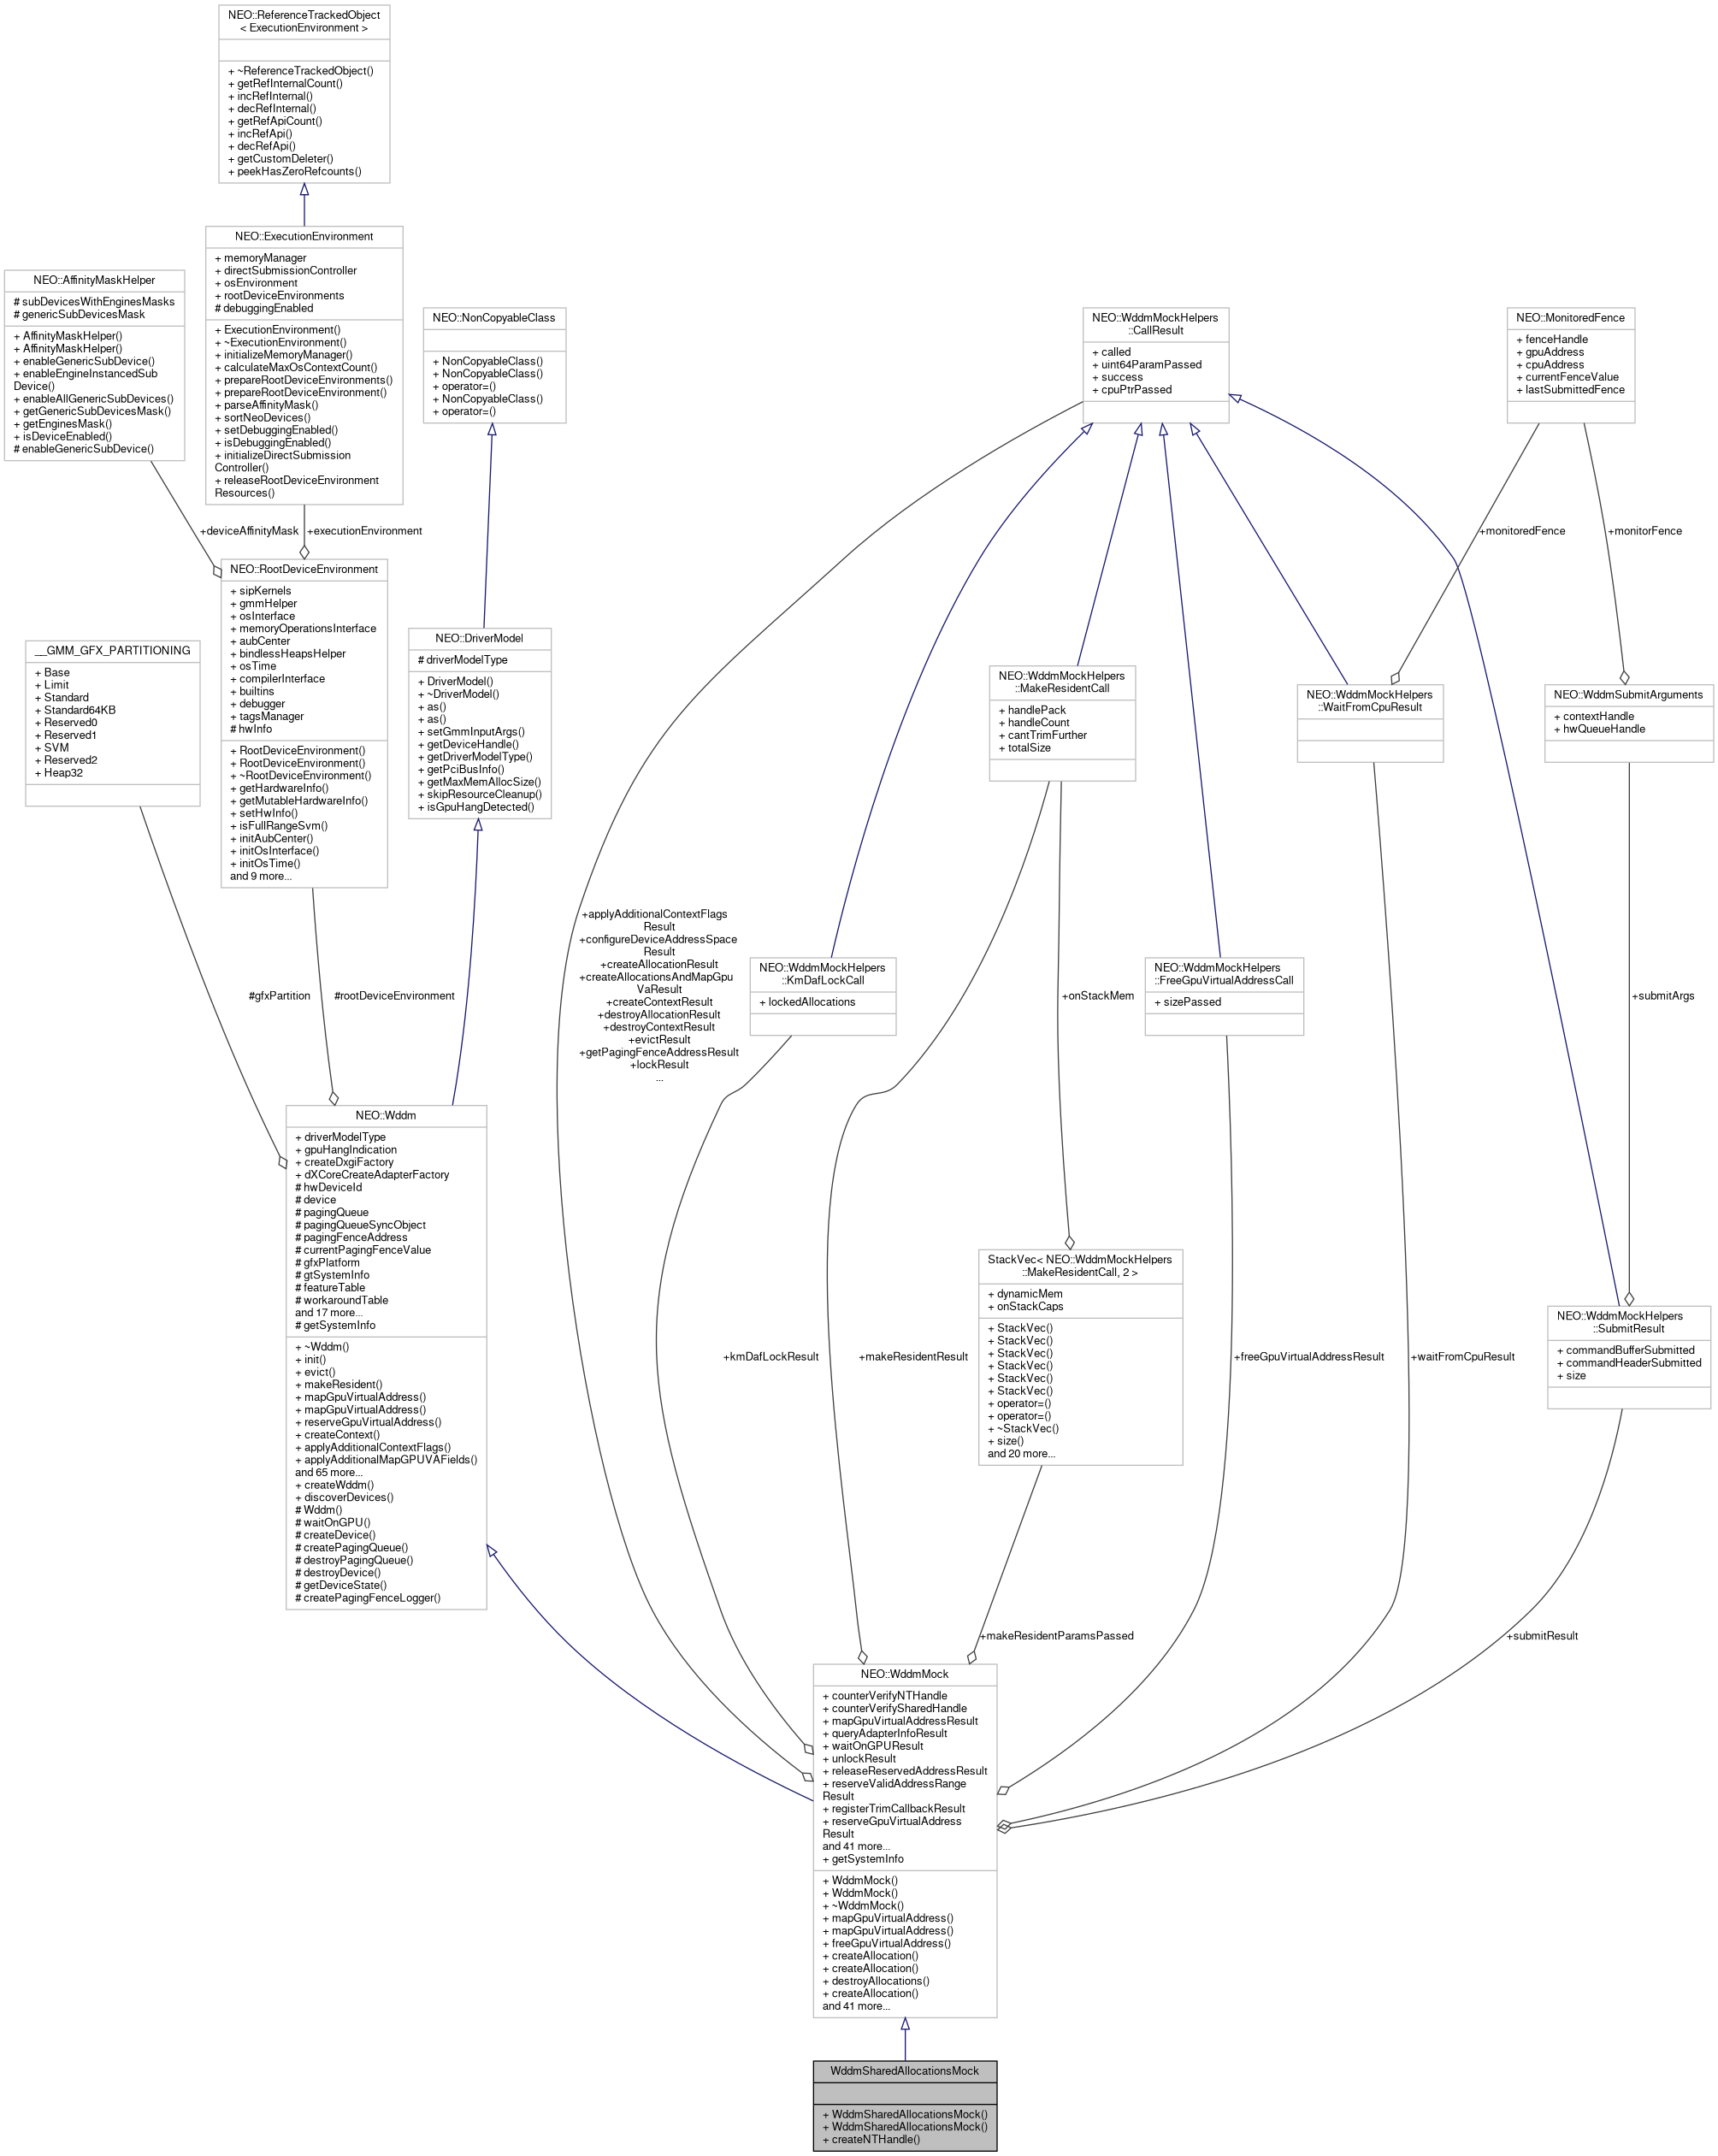 NEO::ReferenceTrackedObject
< ExecutionEnvironment >
+ ~ReferenceTrackedObject()
+ getRefInternalCount()
+ incRefInternal()
+ decRefInternal()
+ getRefApiCount()
+ incRefApi()
+ decRefApi()
+ getCustomDeleter()
+ peekHasZeroRefcounts()
NEO::ExecutionEnvironment
+ memoryManager
+ directSubmissionController
+ osEnvironment
+ rootDeviceEnvironments
# debuggingEnabled
+ ExecutionEnvironment()
+ ~ExecutionEnvironment()
+ initializeMemoryManager()
+ calculateMaxOsContextCount()
+ prepareRootDeviceEnvironments()
+ prepareRootDeviceEnvironment()
+ parseAffinityMask()
+ sortNeoDevices()
+ setDebuggingEnabled()
+ isDebuggingEnabled()
+ initializeDirectSubmission
Controller()
+ releaseRootDeviceEnvironment
Resources()
NEO::AffinityMaskHelper
# subDevicesWithEnginesMasks
# genericSubDevicesMask
+ AffinityMaskHelper()
+ AffinityMaskHelper()
+ enableGenericSubDevice()
+ enableEngineInstancedSub
Device()
+ enableAllGenericSubDevices()
+ getGenericSubDevicesMask()
+ getEnginesMask()
+ isDeviceEnabled()
# enableGenericSubDevice()
NEO::NonCopyableClass
+ NonCopyableClass()
+ NonCopyableClass()
+ operator=()
+ NonCopyableClass()
+ operator=()
NEO::WddmMockHelpers
::CallResult
+ called
+ uint64ParamPassed
+ success
+ cpuPtrPassed
NEO::MonitoredFence
+ fenceHandle
+ gpuAddress
+ cpuAddress
+ currentFenceValue
+ lastSubmittedFence
+deviceAffinityMask
+executionEnvironment
+monitoredFence
+monitorFence
NEO::RootDeviceEnvironment
+ sipKernels
+ gmmHelper
+ osInterface
+ memoryOperationsInterface
+ aubCenter
+ bindlessHeapsHelper
+ osTime
+ compilerInterface
+ builtins
+ debugger
+ tagsManager
# hwInfo
+ RootDeviceEnvironment()
+ RootDeviceEnvironment()
+ ~RootDeviceEnvironment()
+ getHardwareInfo()
+ getMutableHardwareInfo()
+ setHwInfo()
+ isFullRangeSvm()
+ initAubCenter()
+ initOsInterface()
+ initOsTime()
and 9 more...
__GMM_GFX_PARTITIONING
+ Base
+ Limit
+ Standard
+ Standard64KB
+ Reserved0
+ Reserved1
+ SVM
+ Reserved2
+ Heap32
NEO::DriverModel
# driverModelType
+ DriverModel()
+ ~DriverModel()
+ as()
+ as()
+ setGmmInputArgs()
+ getDeviceHandle()
+ getDriverModelType()
+ getPciBusInfo()
+ getMaxMemAllocSize()
+ skipResourceCleanup()
+ isGpuHangDetected()
NEO::WddmMockHelpers
::MakeResidentCall
+ handlePack
+ handleCount
+ cantTrimFurther
+ totalSize
NEO::WddmMockHelpers
::WaitFromCpuResult
NEO::WddmSubmitArguments
+ contextHandle
+ hwQueueHandle
#gfxPartition
#rootDeviceEnvironment
+applyAdditionalContextFlags
Result
+configureDeviceAddressSpace
Result
+createAllocationResult
+createAllocationsAndMapGpu
VaResult
+createContextResult
+destroyAllocationResult
+destroyContextResult
+evictResult
+getPagingFenceAddressResult
+lockResult
...
NEO::WddmMockHelpers
::KmDafLockCall
+ lockedAllocations
+onStackMem
NEO::WddmMockHelpers
::FreeGpuVirtualAddressCall
+ sizePassed
+submitArgs
NEO::Wddm
+ driverModelType
+ gpuHangIndication
+ createDxgiFactory
+ dXCoreCreateAdapterFactory
# hwDeviceId
# device
# pagingQueue
# pagingQueueSyncObject
# pagingFenceAddress
# currentPagingFenceValue
# gfxPlatform
# gtSystemInfo
# featureTable
# workaroundTable
and 17 more...
# getSystemInfo
+ ~Wddm()
+ init()
+ evict()
+ makeResident()
+ mapGpuVirtualAddress()
+ mapGpuVirtualAddress()
+ reserveGpuVirtualAddress()
+ createContext()
+ applyAdditionalContextFlags()
+ applyAdditionalMapGPUVAFields()
and 65 more...
+ createWddm()
+ discoverDevices()
# Wddm()
# waitOnGPU()
# createDevice()
# createPagingQueue()
# destroyPagingQueue()
# destroyDevice()
# getDeviceState()
# createPagingFenceLogger()
StackVec< NEO::WddmMockHelpers
::MakeResidentCall, 2 >
+ dynamicMem
+ onStackCaps
+ StackVec()
+ StackVec()
+ StackVec()
+ StackVec()
+ StackVec()
+ StackVec()
+ operator=()
+ operator=()
+ ~StackVec()
+ size()
and 20 more...
NEO::WddmMockHelpers
::SubmitResult
+ commandBufferSubmitted
+ commandHeaderSubmitted
+ size
+kmDafLockResult
+makeResidentResult
+freeGpuVirtualAddressResult
+waitFromCpuResult
+makeResidentParamsPassed
+submitResult
NEO::WddmMock
+ counterVerifyNTHandle
+ counterVerifySharedHandle
+ mapGpuVirtualAddressResult
+ queryAdapterInfoResult
+ waitOnGPUResult
+ unlockResult
+ releaseReservedAddressResult
+ reserveValidAddressRange
Result
+ registerTrimCallbackResult
+ reserveGpuVirtualAddress
Result
and 41 more...
+ getSystemInfo
+ WddmMock()
+ WddmMock()
+ ~WddmMock()
+ mapGpuVirtualAddress()
+ mapGpuVirtualAddress()
+ freeGpuVirtualAddress()
+ createAllocation()
+ createAllocation()
+ destroyAllocations()
+ createAllocation()
and 41 more...
WddmSharedAllocationsMock
+ WddmSharedAllocationsMock()
+ WddmSharedAllocationsMock()
+ createNTHandle()